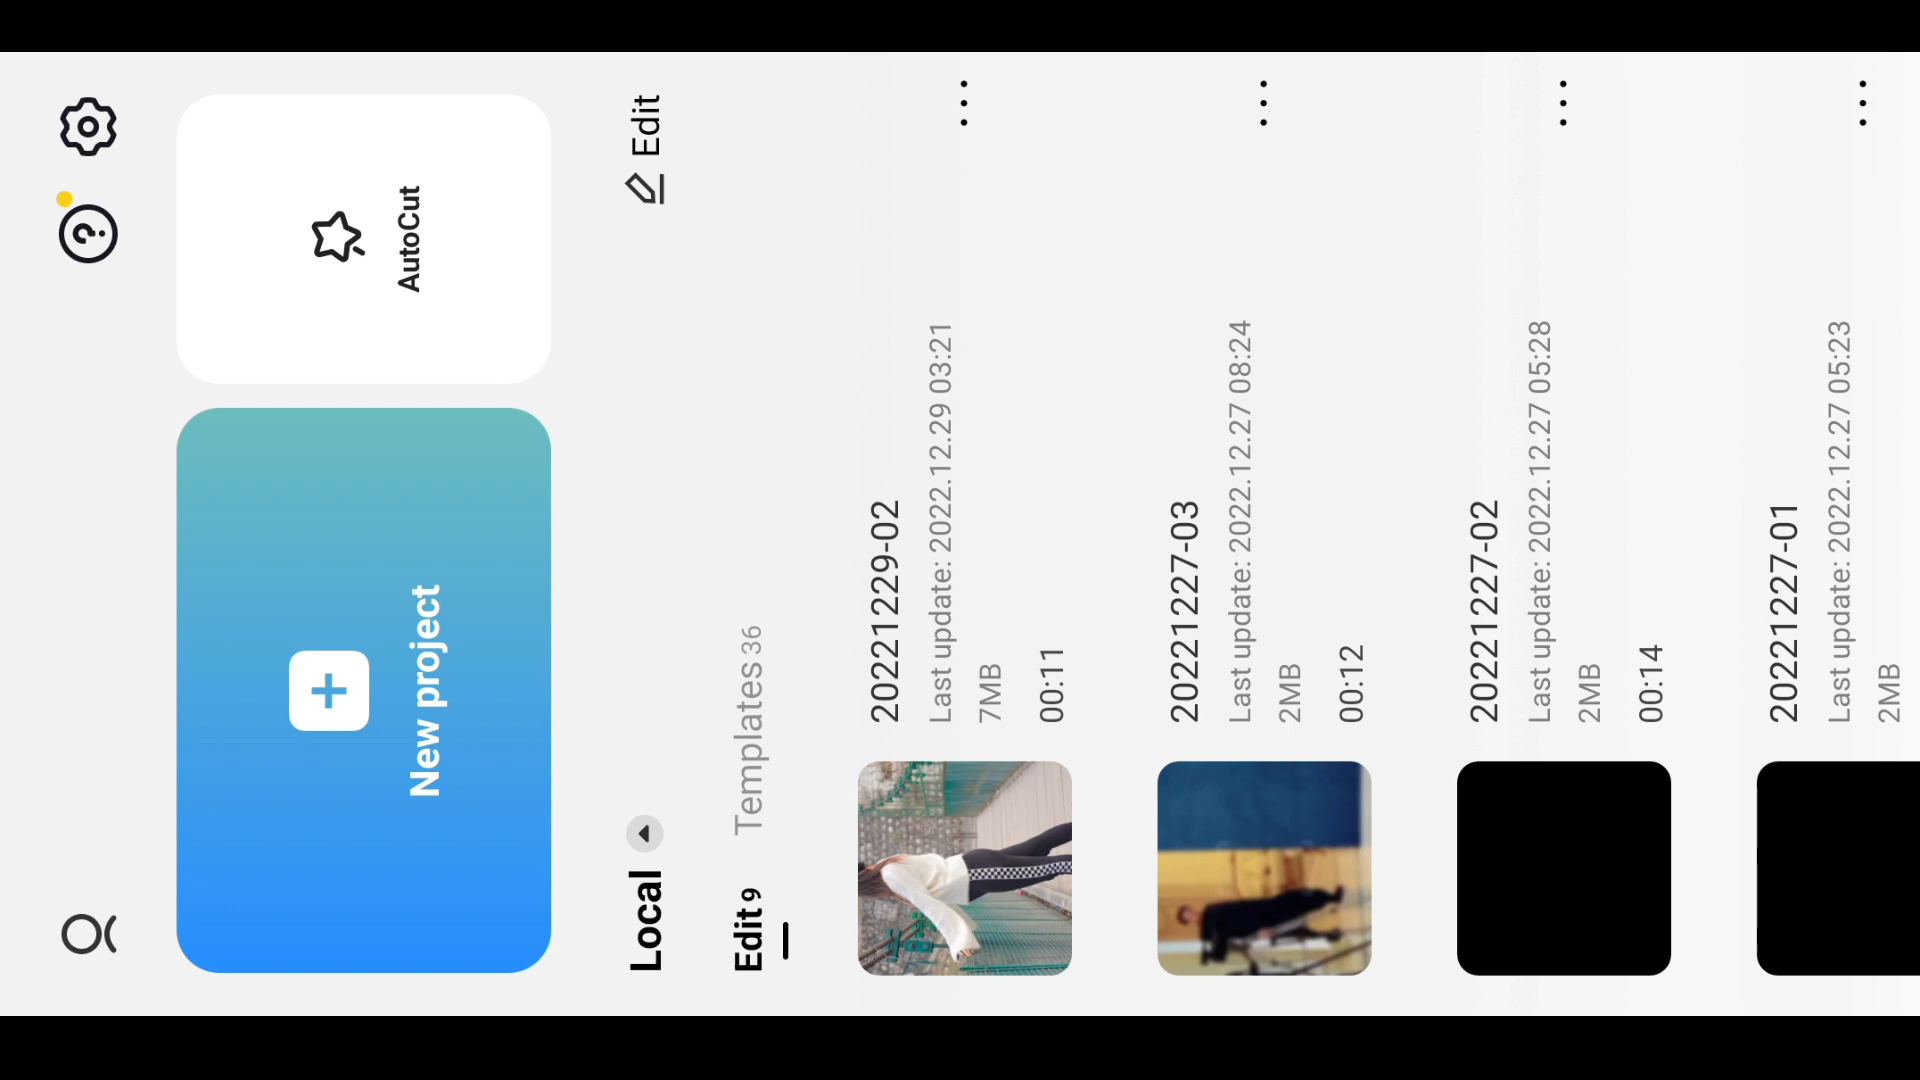 New project
AutoCut
Local
Edit
Edit 9
Templates 36
20221229-02
Last update: 2022.12.29 03:21
7MB
00:11
20221227-03
Last update: 2022.12.27 08:24
2MB
00:12
20221227-02
Last update: 2022.12.27 05:28
2MB
00:14
20221227-01
Last update: 2022.12.27 05:23
2MB